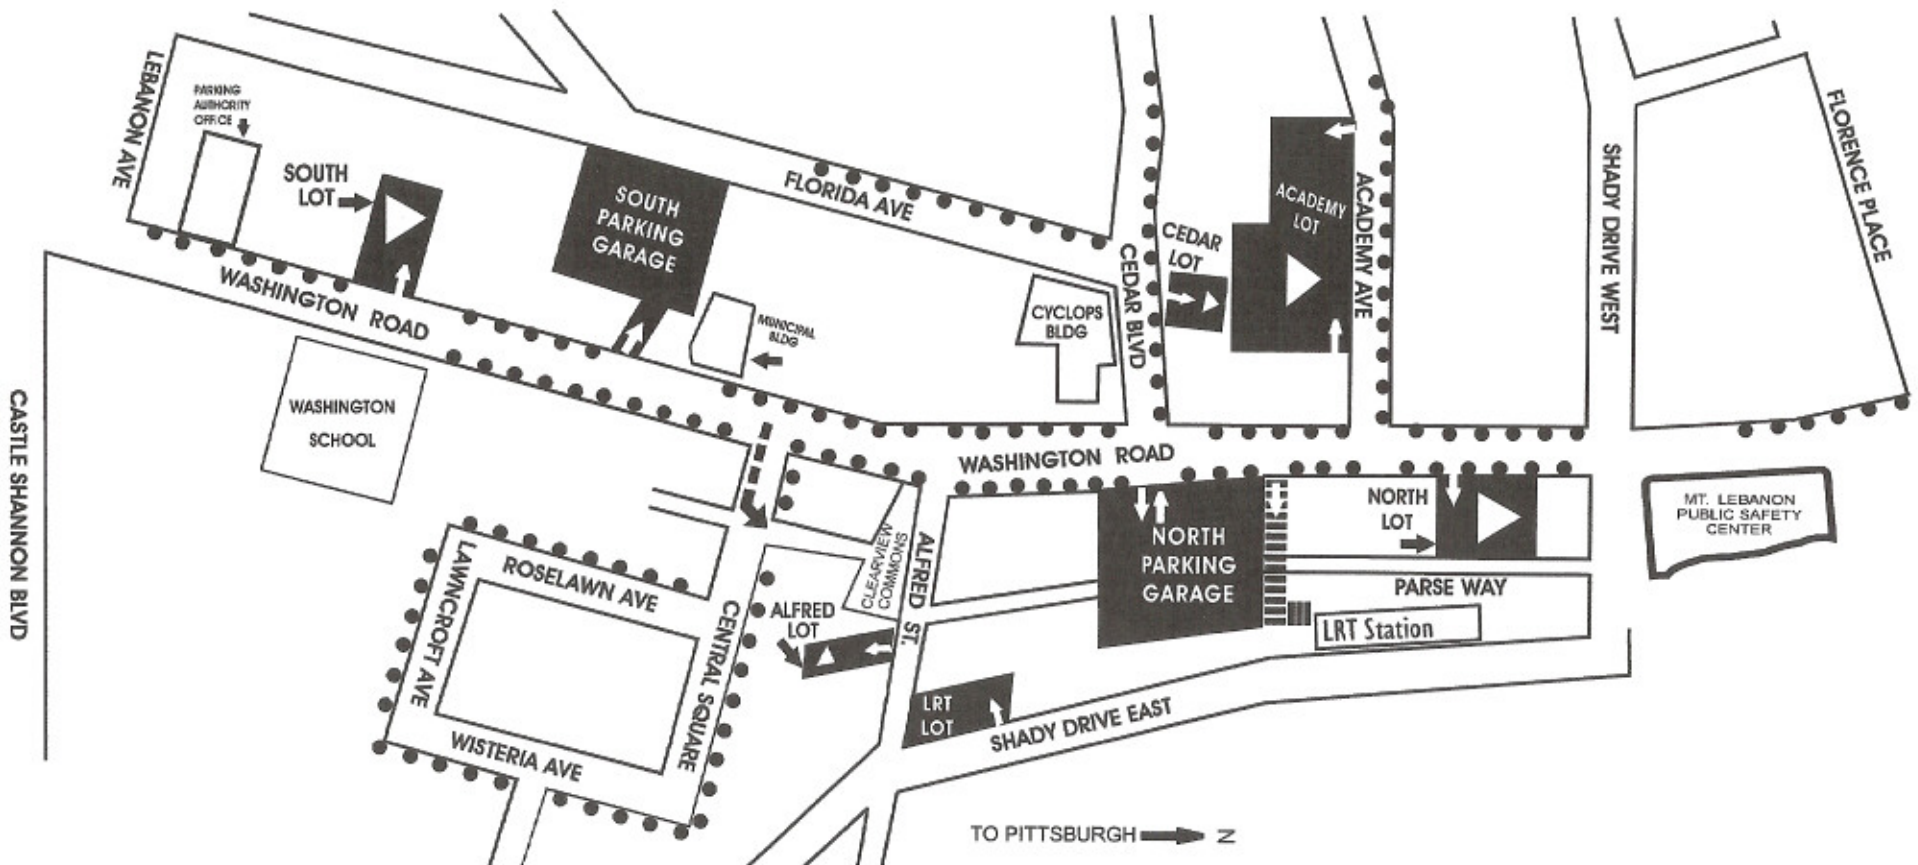 LEBANON AVE
PARKING
AUTHORITY
OFFICE
SOUTH
LOT
SOUTH
PARKING
GARAGE
FLORIDA AVE
WASHINGTON ROAD
MUNICIPAL
BLDG
WASHINGTON
SCHOOL
CASTLE SHANNON BLVD
CYCLOPS
BLDG
CEDAR BLVD
CEDAR
LOT
ACADEMY
LOT
ACADEMY AVE
SHADY DRIVE WEST
FLORENCE PLACE
WASHINGTON ROAD
NORTH
LOT
MT. LEBANON
PUBLIC SAFETY
CENTER
NORTH
PARKING
GARAGE
PARSE WAY
LRT Station
CLEARVIEW
COMMONS
ALFRED ST.
ALFRED
LOT
ROSELAWN AVE
LAWNCROFT AVE
CENTRAL SQUARE
WISTERIA AVE
LRT
LOT
SHADY DRIVE EAST
TO PITTSBURGH
N